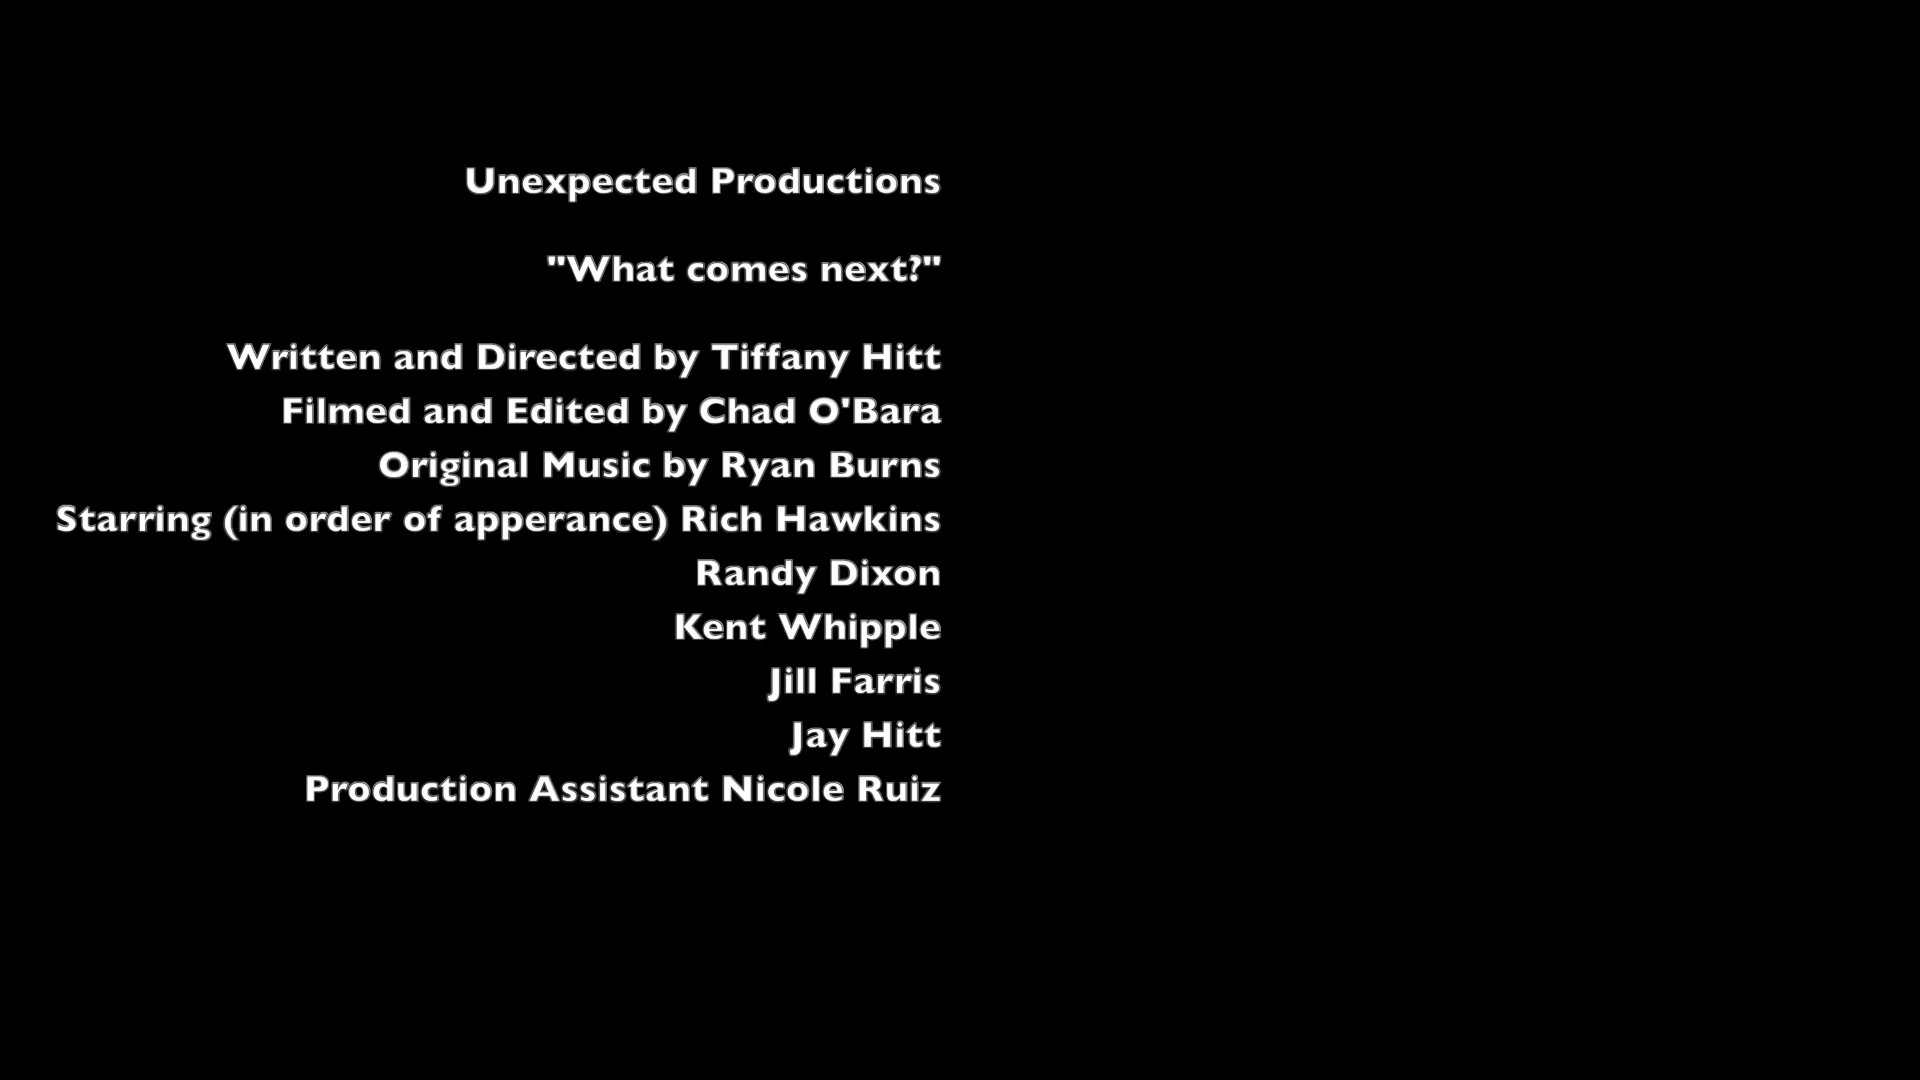 Unexpected Productions
"What comes next?"
Written and Directed by Tiffany Hitt
Filmed and Edited by Chad O'Bara
Original Music by Ryan Burns
Starring (in order of apperance) Rich Hawkins
Randy Dixon
Kent Whipple
Jill Farris
Jay Hitt
Production Assistant Nicole Ruiz